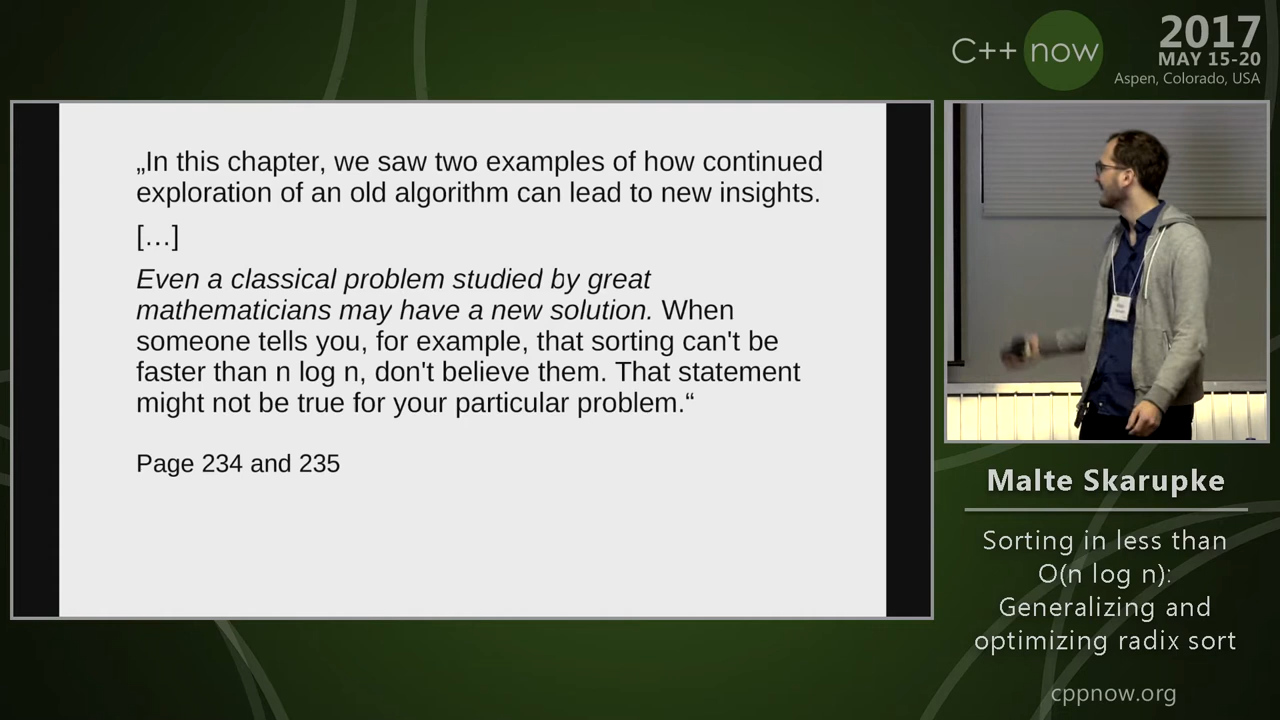 C++ now
2017
MAY 15-20
Aspen, Colorado, USA
„In this chapter, we saw two examples of how continued
exploration of an old algorithm can lead to new insights.
[…]
Even a classical problem studied by great
mathematicians may have a new solution. When
someone tells you, for example, that sorting can't be
faster than n log n, don't believe them. That statement
might not be true for your particular problem.“
Page 234 and 235
Malte Skarupke
Sorting in less than
O(n log n):
Generalizing and
optimizing radix sort
cppnow.org